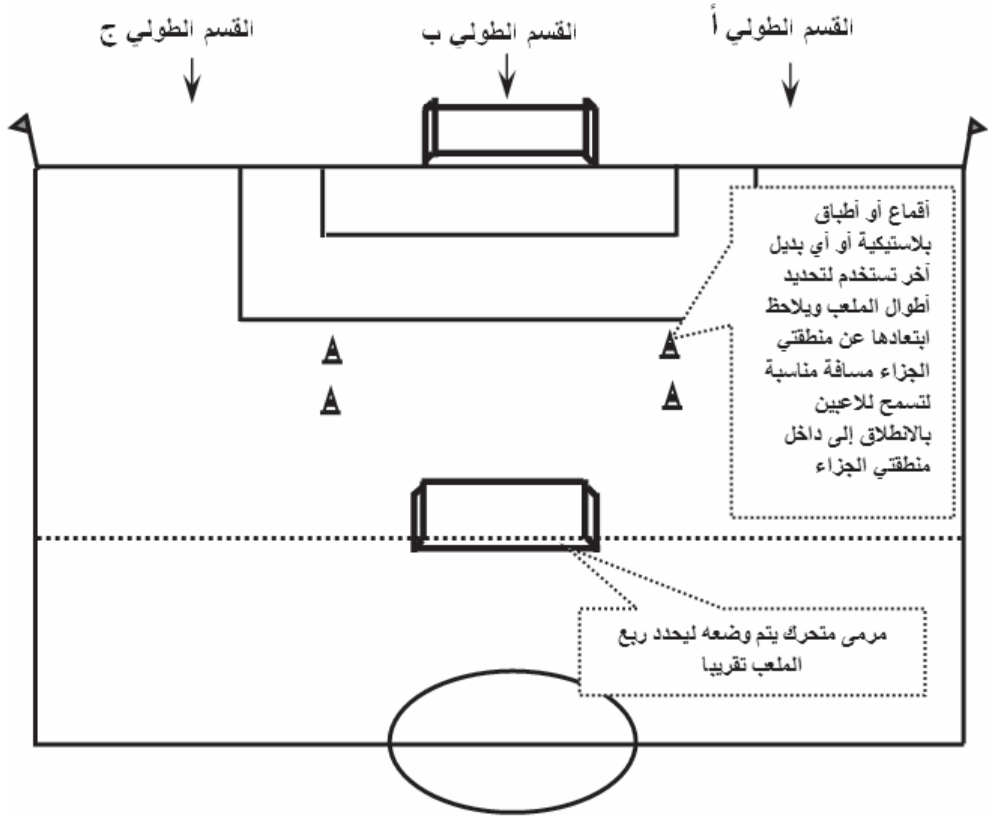 القسم الطولي أ
القسم الطولي ب
القسم الطولي ج
أقماع أو أطباق
بلاستيكية أو أي بديل
آخر تستخدم لتحديد
أطوال الملعب ويلاحظ
ابتعادها عن منطقتي
الجزاء مسافة مناسبة
لتسمح للاعبين
بالانطلاق إلى داخل
منطقتي الجزاء
مرمى متحرك يتم وضعه ليحدد ربع
الملعب تقريبا